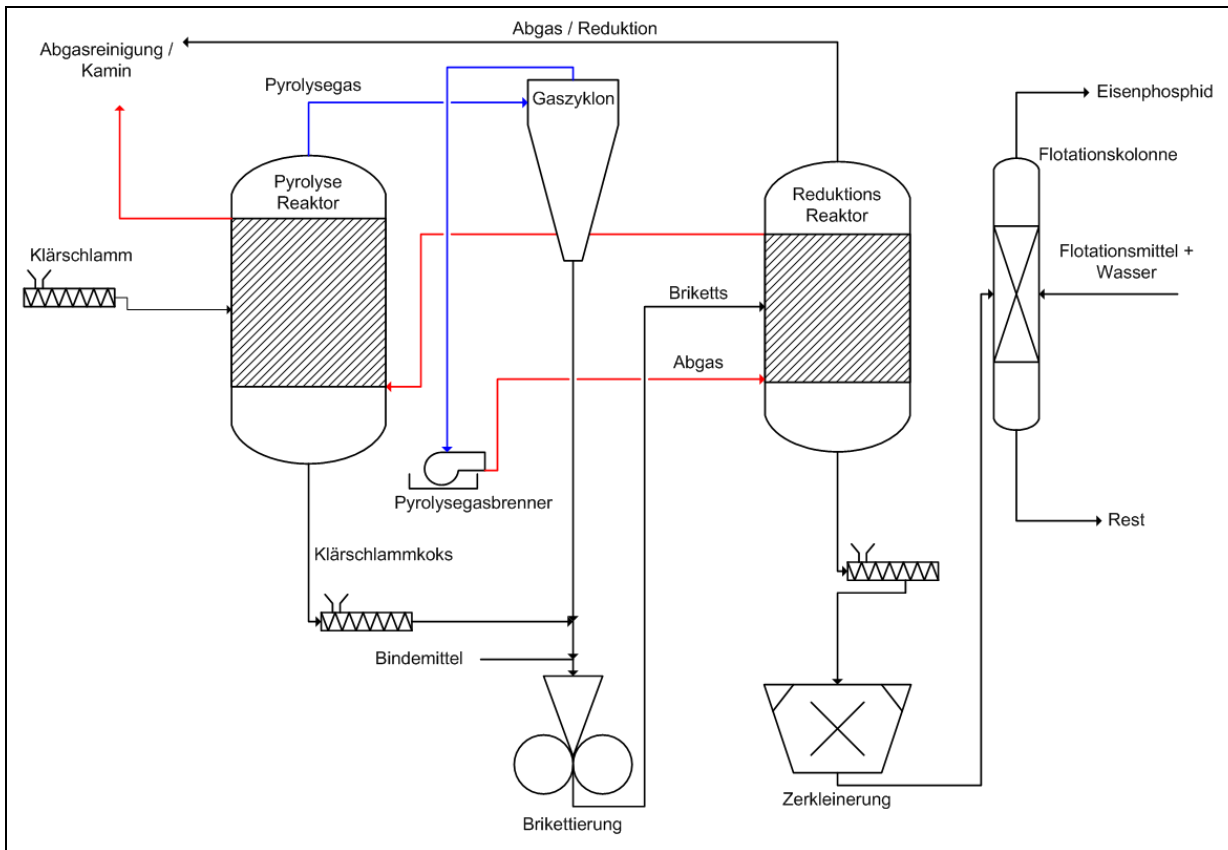 Abgas / Reduktion
Abgasreinigung /
Kamin
Pyrolysegas
Gaszyklon
Eisenphosphid
Flotationskolonne
Pyrolyse
Reaktor
Reduktions
Reaktor
Klärschlamm
Flotationsmittel +
Wasser
Briketts
Abgas
Pyrolysegasbrenner
Rest
Klärschlammkoks
Bindemittel
Zerkleinerung
Brikettierung